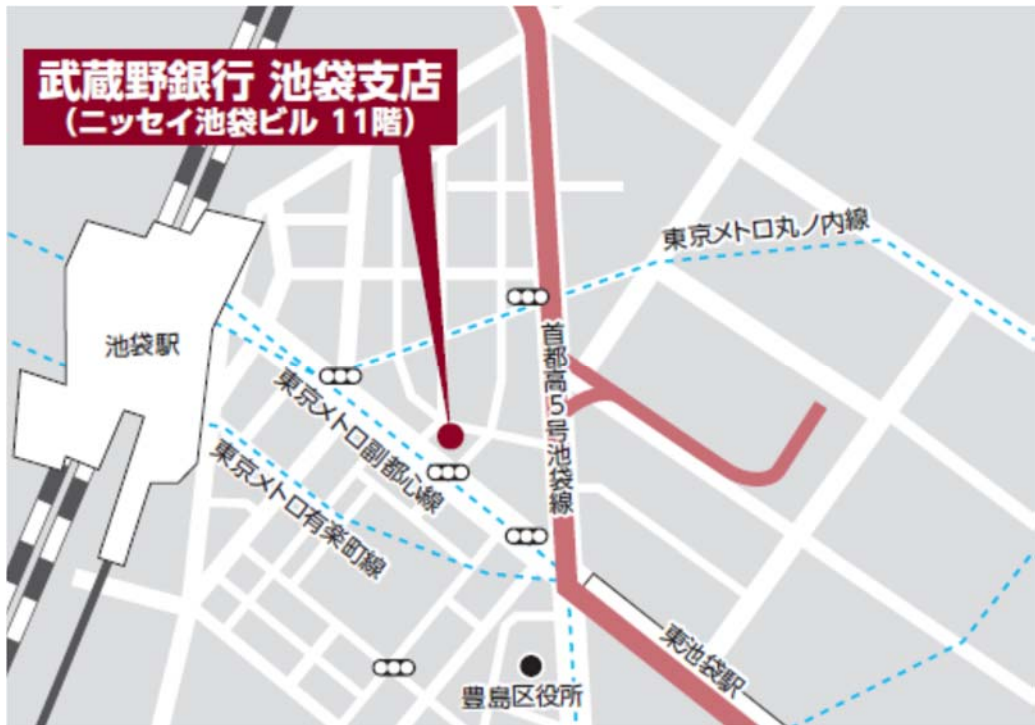 武蔵野銀行 池袋支店
(ニッセイ池袋ビル 11階)
東京メトロ丸ノ内線
池袋駅
首都高5号池袋線
東京メトロ副都心線
東京メトロ有楽町線
東池袋駅
豊島区役所